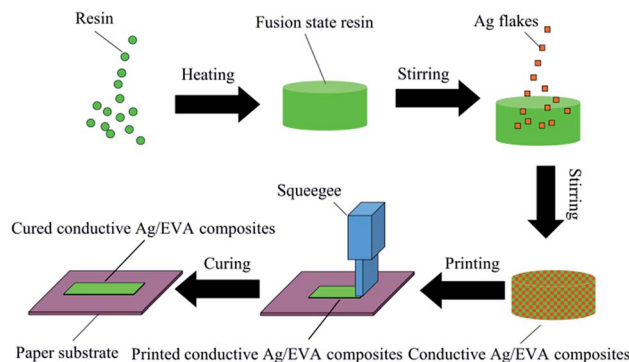 Resin
Fusion state resin
Ag flakes
Heating
Stirring
Stirring
Squeegee
Cured conductive Ag/EVA composites
Curing
Printing
Paper substrate
Printed conductive Ag/EVA composites
Conductive Ag/EVA composites